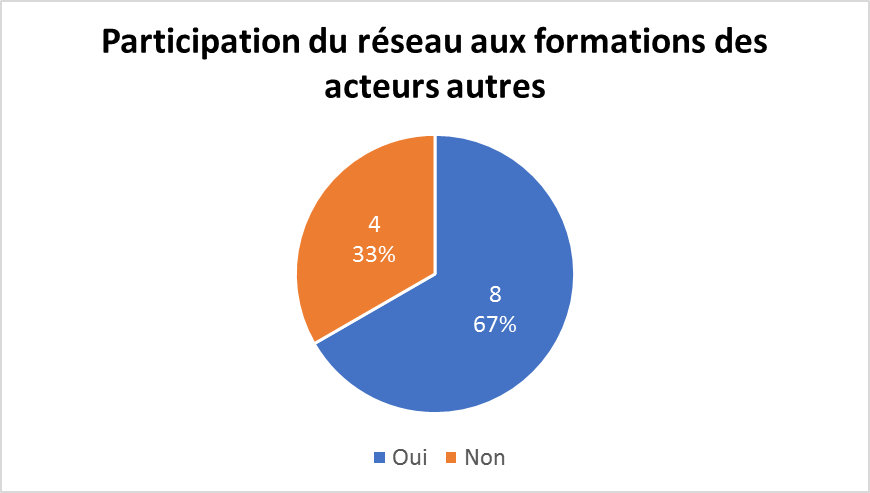 Participation du réseau aux formations des
acteurs autres
4
33%
8
67%
Oui Non